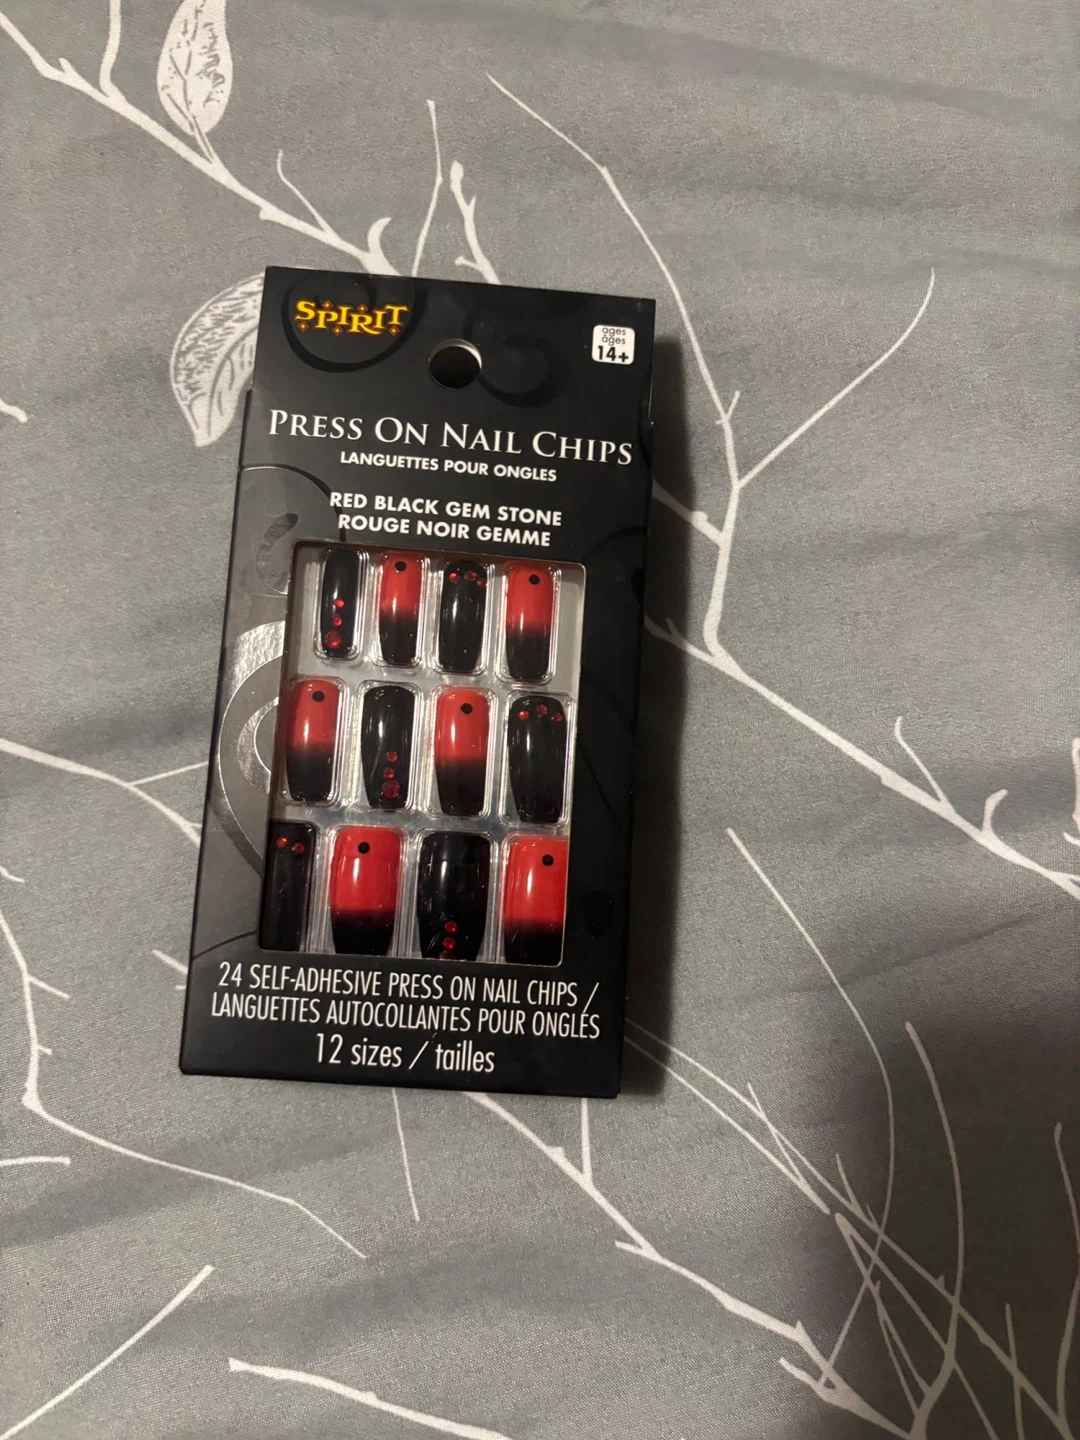 SPIRIT
ages
âges
14+
PRESS ON NAIL CHIPS
LANGUETTES POUR ONGLES
RED BLACK GEM STONE
ROUGE NOIR GEMME
24 SELF-ADHESIVE PRESS ON NAIL CHIPS /
LANGUETTES AUTOCOLLANTES POUR ONGLES
12 sizes / tailles